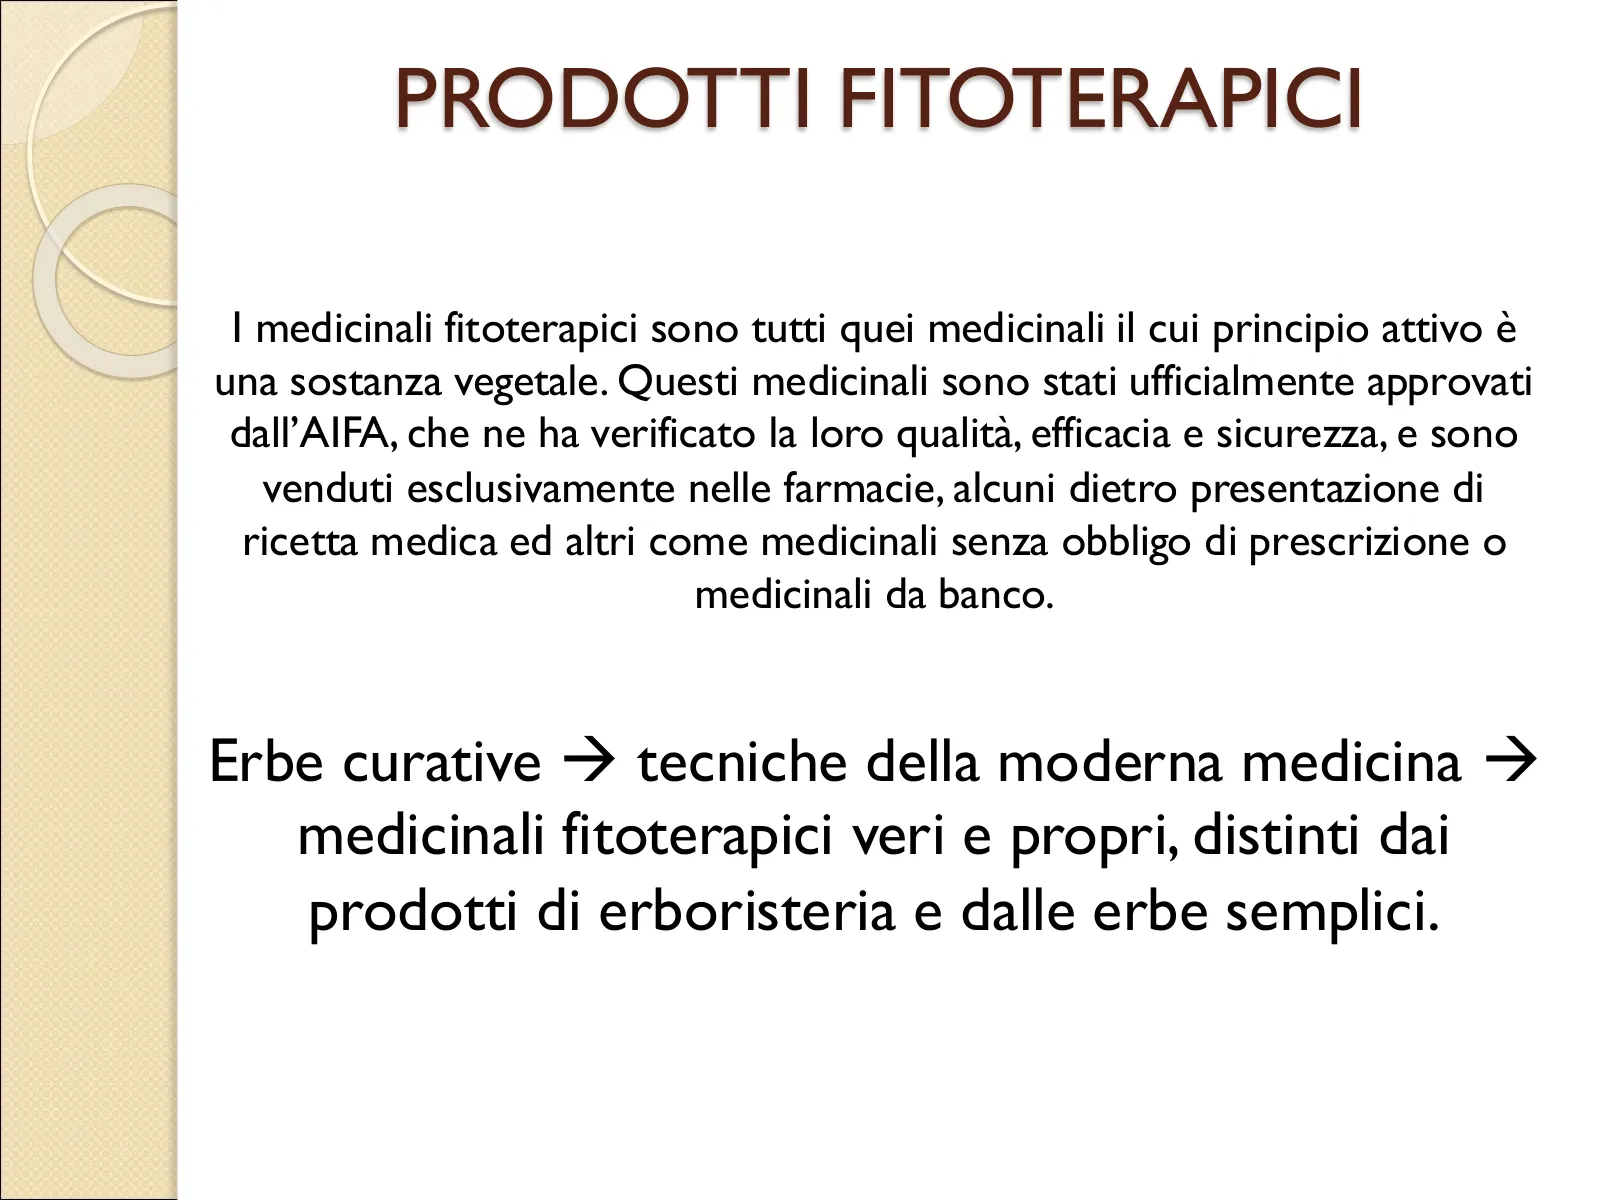 PRODOTTI FITOTERAPICI
I medicinali fitoterapici sono tutti quei medicinali il cui principio attivo è
una sostanza vegetale. Questi medicinali sono stati ufficialmente approvati
dall’AIFA, che ne ha verificato la loro qualità, efficacia e sicurezza, e sono
venduti esclusivamente nelle farmacie, alcuni dietro presentazione di
ricetta medica ed altri come medicinali senza obbligo di prescrizione o
medicinali da banco.
Erbe curative → tecniche della moderna medicina →
medicinali fitoterapici veri e propri, distinti dai
prodotti di erboristeria e dalle erbe semplici.